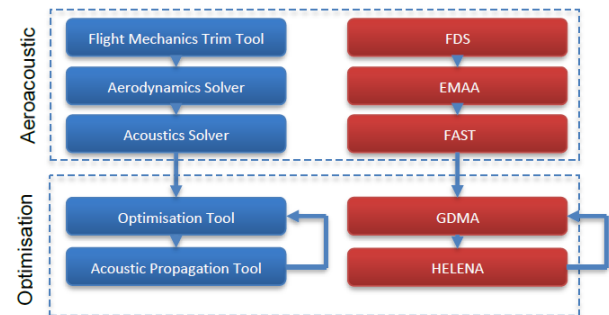 Aeroacoustic
Flight Mechanics Trim Tool
FDS
Aerodynamics Solver
EMAA
Acoustics Solver
FAST
Optimisation
Optimisation Tool
GDMA
Acoustic Propagation Tool
HELENA